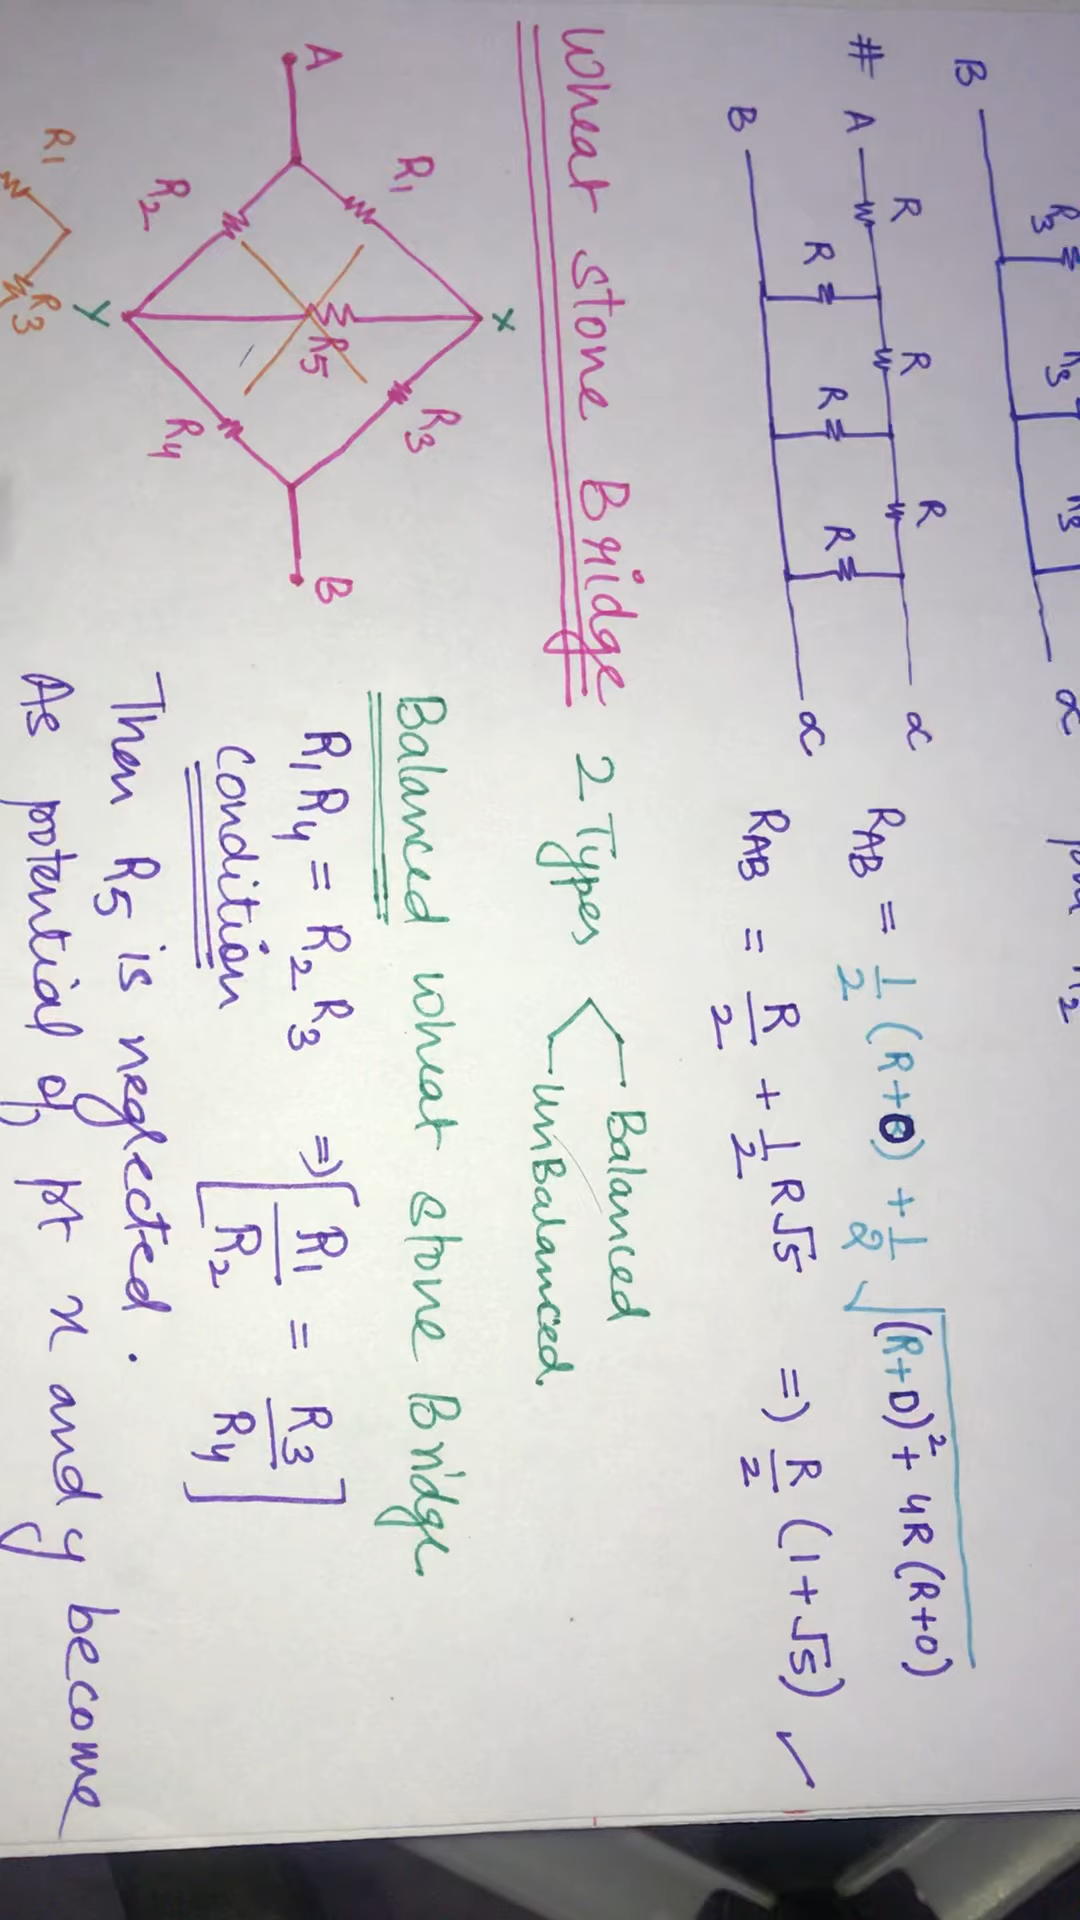 B
R3
R3
R3
α
# A R R R α
R R R
B α
RAB = 1/2 (R+0) + 1/2 √(R+0)² + 4R(R+0)
RAB = R/2 + 1/2 R√5 => R/2 (1+√5) ✓
Wheat stone Bridge 2 Types < Balanced
unBalanced.
Balanced wheat stone Bridge.
x
R1 R3
A R5 B
R2 R4
y
R1R4 = R2R3 => [R1/R2 = R3/R4]
condition
Then R5 is neglected.
As potential of pt x and y become
R1 R3